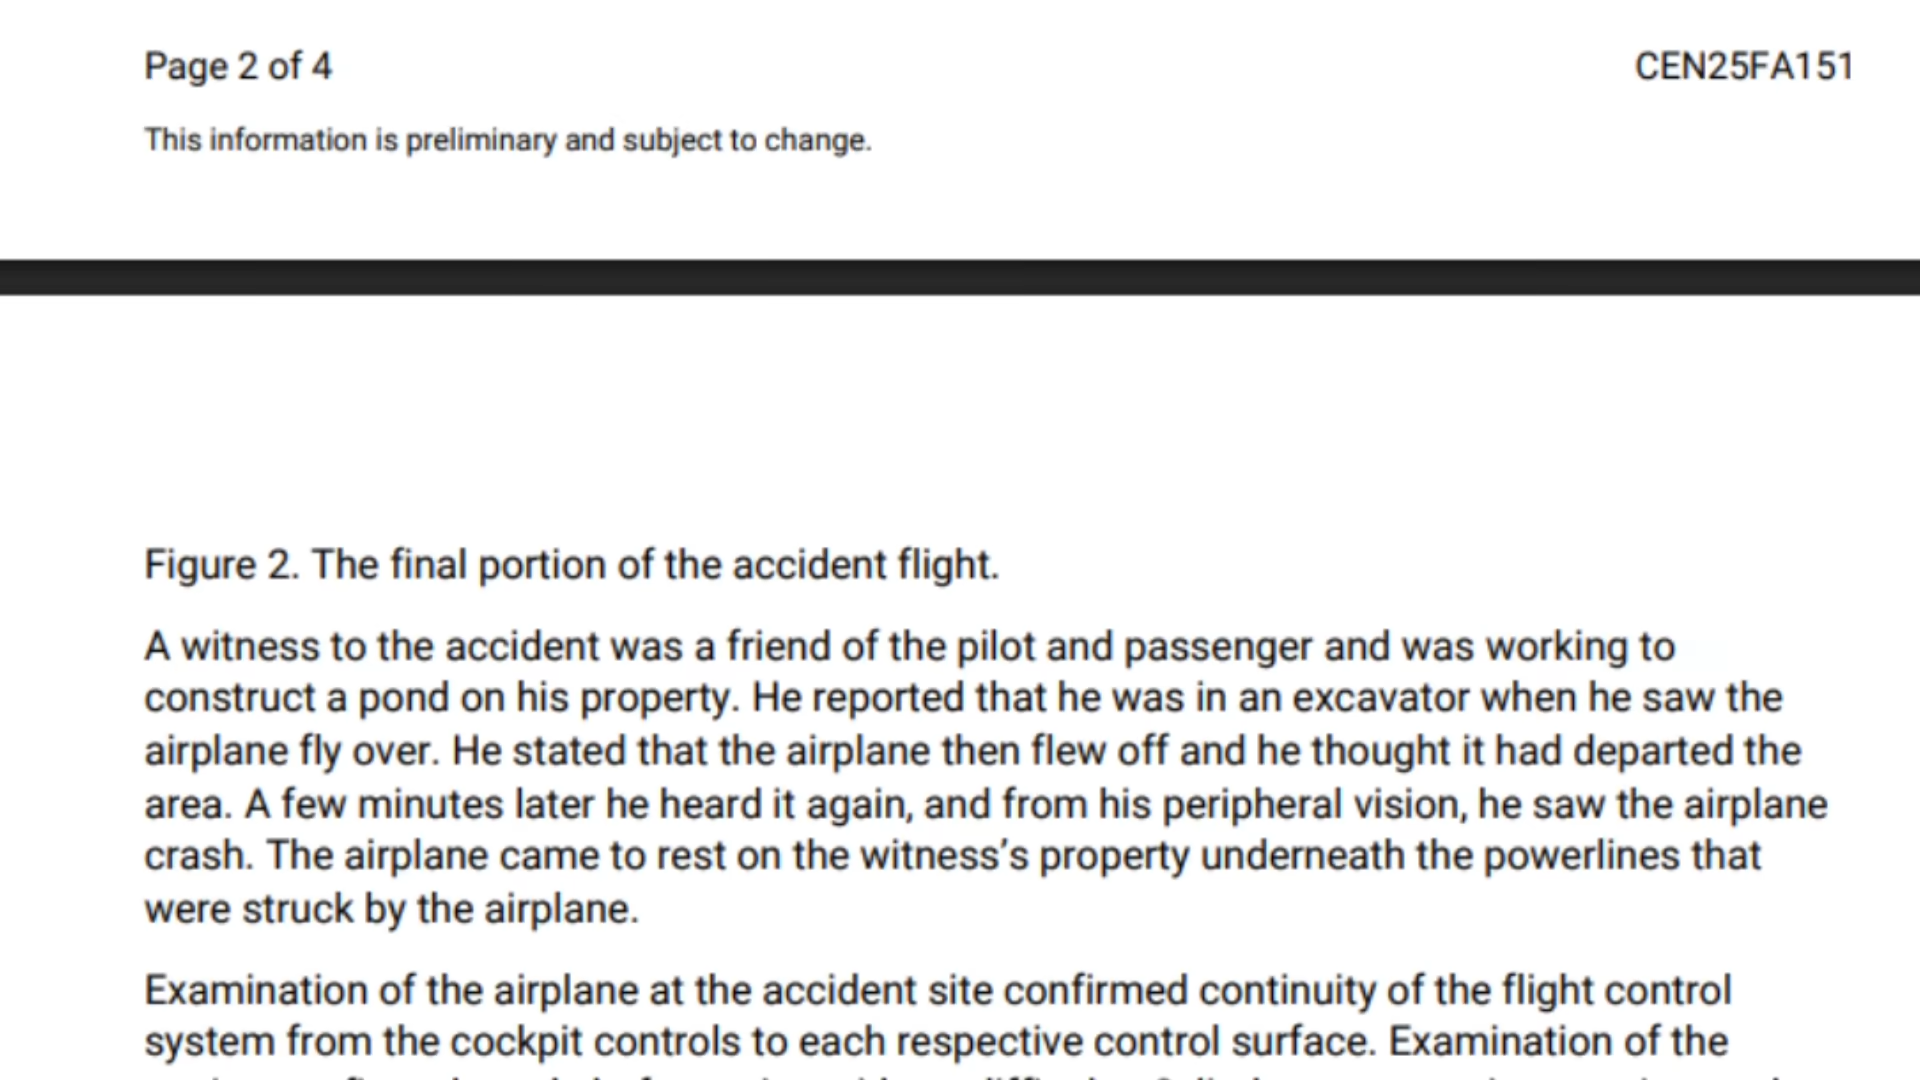 Page 2 of 4
CEN25FA151
This information is preliminary and subject to change.
Figure 2. The final portion of the accident flight.
A witness to the accident was a friend of the pilot and passenger and was working to
construct a pond on his property. He reported that he was in an excavator when he saw the
airplane fly over. He stated that the airplane then flew off and he thought it had departed the
area. A few minutes later he heard it again, and from his peripheral vision, he saw the airplane
crash. The airplane came to rest on the witness’s property underneath the powerlines that
were struck by the airplane.
Examination of the airplane at the accident site confirmed continuity of the flight control
system from the cockpit controls to each respective control surface. Examination of the